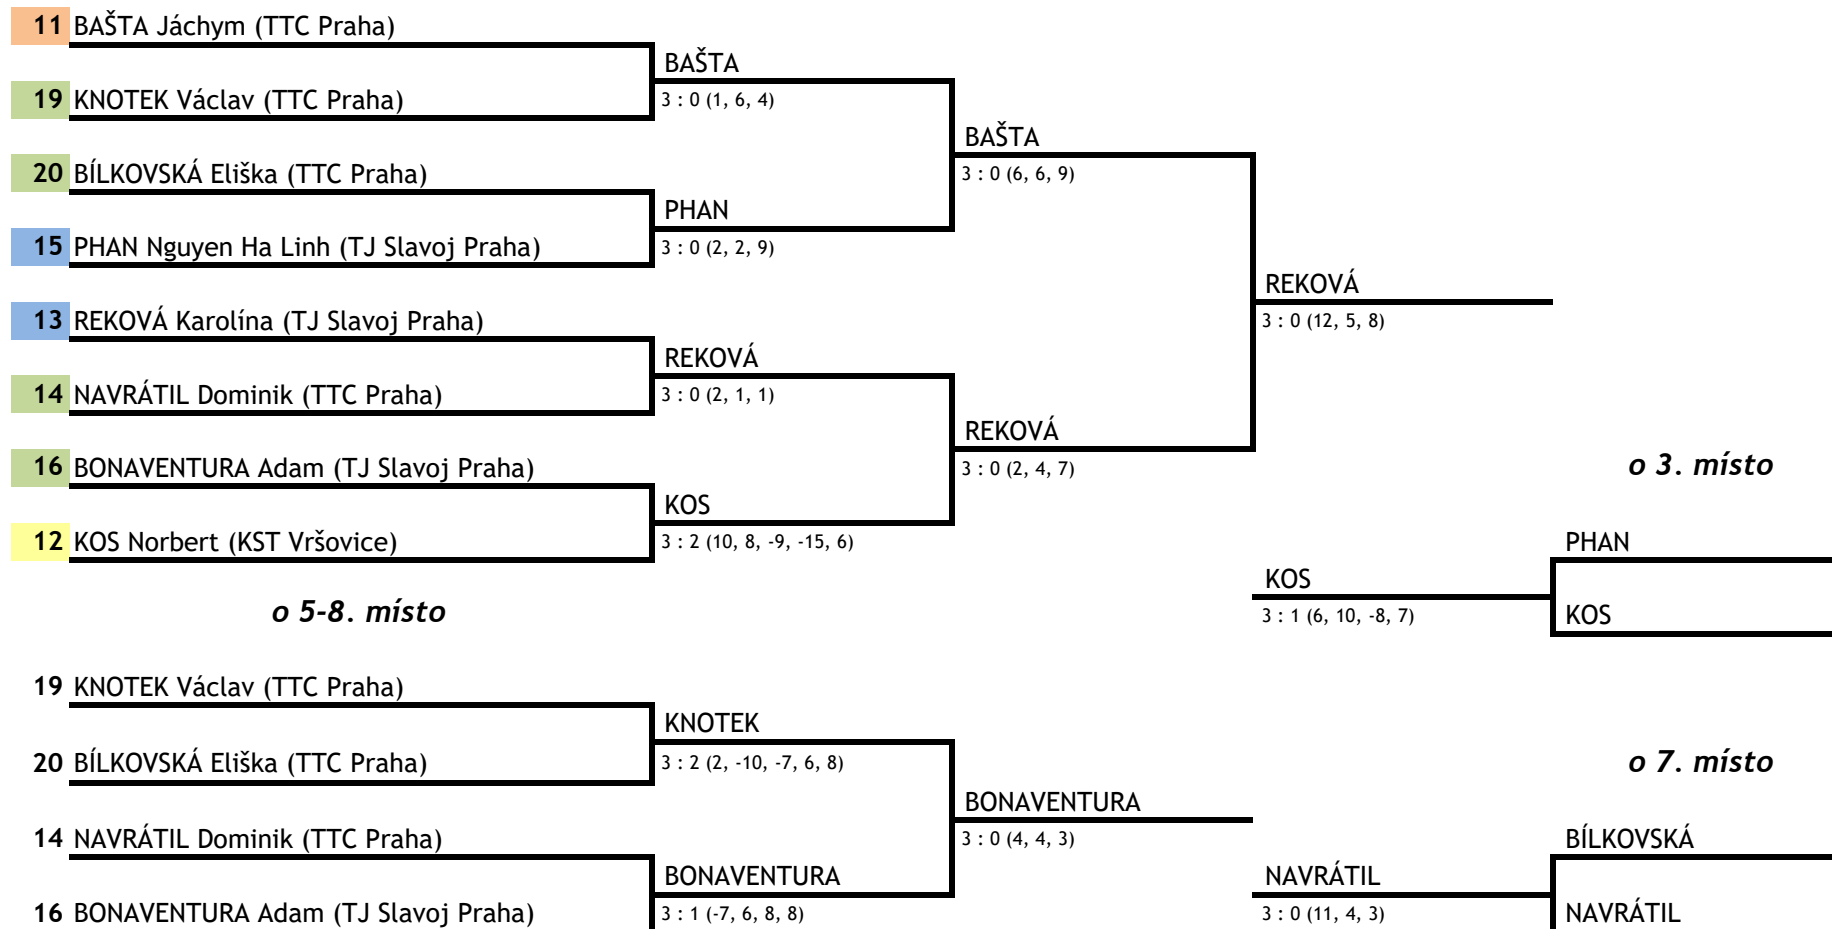 11 BAŠTA Jáchym (TTC Praha)
BAŠTA
19 KNOTEK Václav (TTC Praha)
3 : 0 (1, 6, 4)
BAŠTA
20 BÍLKOVSKÁ Eliška (TTC Praha)
3 : 0 (6, 6, 9)
PHAN
15 PHAN Nguyen Ha Linh (TJ Slavoj Praha)
3 : 0 (2, 2, 9)
REKOVÁ
13 REKOVÁ Karolína (TJ Slavoj Praha)
3 : 0 (12, 5, 8)
REKOVÁ
14 NAVRÁTIL Dominik (TTC Praha)
3 : 0 (2, 1, 1)
REKOVÁ
16 BONAVENTURA Adam (TJ Slavoj Praha)
3 : 0 (2, 4, 7)
o 3. místo
KOS
12 KOS Norbert (KST Vršovice)
3 : 2 (10, 8, -9, -15, 6)
PHAN
KOS
o 5-8. místo
3 : 1 (6, 10, -8, 7)
KOS
19 KNOTEK Václav (TTC Praha)
KNOTEK
20 BÍLKOVSKÁ Eliška (TTC Praha)
3 : 2 (2, -10, -7, 6, 8)
o 7. místo
BONAVENTURA
14 NAVRÁTIL Dominik (TTC Praha)
3 : 0 (4, 4, 3)
BÍLKOVSKÁ
BONAVENTURA
NAVRÁTIL
16 BONAVENTURA Adam (TJ Slavoj Praha)
3 : 1 (-7, 6, 8, 8)
3 : 0 (11, 4, 3)
NAVRÁTIL